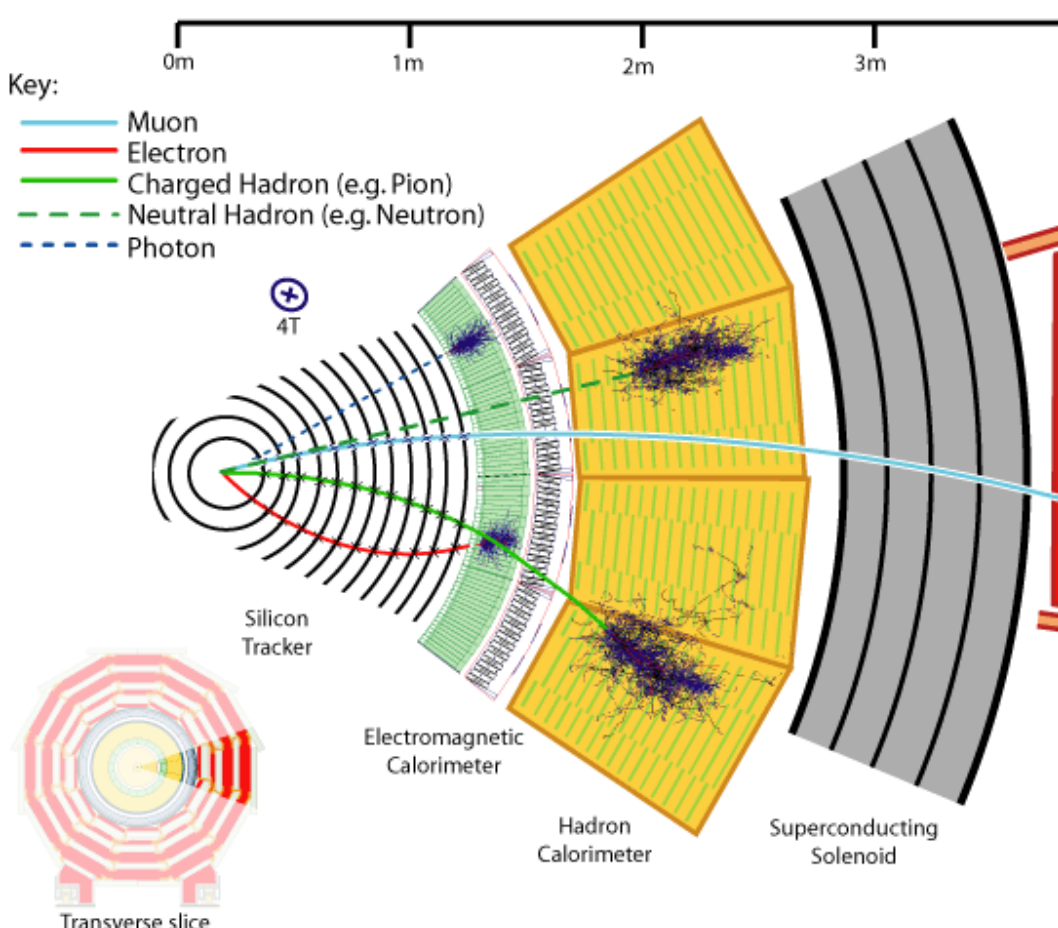 0m
1m
2m
3m
Key:
Muon
Electron
Charged Hadron (e.g. Pion)
Neutral Hadron (e.g. Neutron)
Photon
4T
Silicon
Tracker
Electromagnetic
Calorimeter
Hadron
Calorimeter
Superconducting
Solenoid
Transverse slice